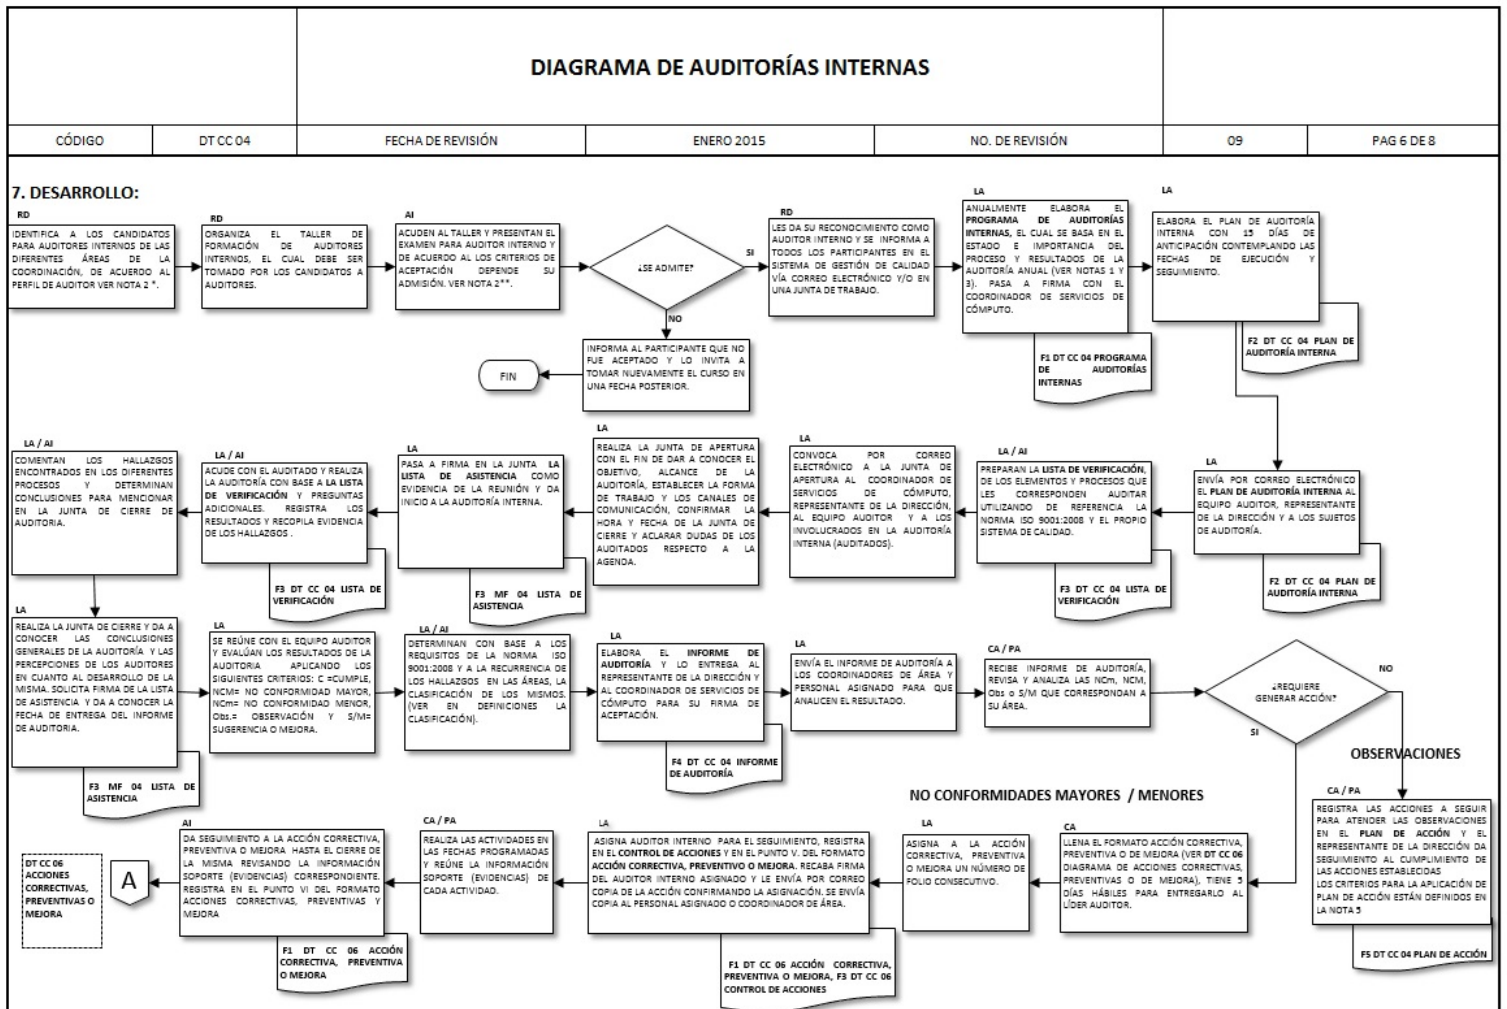 DIAGRAMA DE AUDITORÍAS INTERNAS
CÓDIGO
DT CC 04
FECHA DE REVISIÓN
ENERO 2015
NO. DE REVISIÓN
09
PAG 6 DE 8
7. DESARROLLO:
RD
IDENTIFICA A LOS CANDIDATOS
PARA AUDITORES INTERNOS DE LAS
DIFERENTES ÁREAS DE LA
COORDINACIÓN, DE ACUERDO AL
PERFIL DE AUDITOR VER NOTA 2 *.
RD
ORGANIZA EL TALLER DE
FORMACIÓN DE AUDITORES
INTERNOS, EL CUAL DEBE SER
TOMADO POR LOS CANDIDATOS A
AUDITORES.
AI
ACUDEN AL TALLER Y PRESENTAN EL
EXAMEN PARA AUDITOR INTERNO Y
DE ACUERDO AL LOS CRITERIOS DE
ACEPTACIÓN DEPENDE SU
ADMISIÓN. VER NOTA 2**.
¿SE ADMITE?
SI
NO
RD
LES DA SU RECONOCIMIENTO COMO
AUDITOR INTERNO Y SE INFORMA A
TODOS LOS PARTICIPANTES EN EL
SISTEMA DE GESTIÓN DE CALIDAD
VÍA CORREO ELECTRÓNICO Y/O EN
UNA JUNTA DE TRABAJO.
LA
ANUALMENTE ELABORA EL
PROGRAMA DE AUDITORÍAS
INTERNAS, EL CUAL SE BASA EN EL
ESTADO E IMPORTANCIA DEL
PROCESO Y RESULTADOS DE LA
AUDITORÍA ANUAL (VER NOTAS 1 Y
3). PASA A FIRMA CON EL
COORDINADOR DE SERVICIOS DE
CÓMPUTO.
F1 DT CC 04 PROGRAMA
DE AUDITORÍAS
INTERNAS
LA
ELABORA EL PLAN DE AUDITORÍA
INTERNA CON 15 DÍAS DE
ANTICIPACIÓN CONTEMPLANDO LAS
FECHAS DE EJECUCIÓN Y
SEGUIMIENTO.
F2 DT CC 04 PLAN DE
AUDITORÍA INTERNA
INFORMA AL PARTICIPANTE QUE NO
FUE ACEPTADO Y LO INVITA A
TOMAR NUEVAMENTE EL CURSO EN
UNA FECHA POSTERIOR.
FIN
LA / AI
COMENTAN LOS HALLAZGOS
ENCONTRADOS EN LOS DIFERENTES
PROCESOS Y DETERMINAN
CONCLUSIONES PARA MENCIONAR
EN LA JUNTA DE CIERRE DE
AUDITORIA.
LA / AI
ACUDE CON EL AUDITADO Y REALIZA
LA AUDITORÍA CON BASE A LA LISTA
DE VERIFICACIÓN Y PREGUNTAS
ADICIONALES. REGISTRA LOS
RESULTADOS Y RECOPILA EVIDENCIA
DE LOS HALLAZGOS .
F3 DT CC 04 LISTA DE
VERIFICACIÓN
LA
PASA A FIRMA EN LA JUNTA LA
LISTA DE ASISTENCIA COMO
EVIDENCIA DE LA REUNIÓN Y DA
INICIO A LA AUDITORÍA INTERNA.
F3 MF 04 LISTA DE
ASISTENCIA
LA
REALIZA LA JUNTA DE APERTURA
CON EL FIN DE DAR A CONOCER EL
OBJETIVO, ALCANCE DE LA
AUDITORÍA, ESTABLECER LA FORMA
DE TRABAJO Y LOS CANALES DE
COMUNICACIÓN, CONFIRMAR LA
HORA Y FECHA DE LA JUNTA DE
CIERRE Y ACLARAR DUDAS DE LOS
AUDITADOS RESPECTO A LA
AGENDA.
LA
CONVOCA POR CORREO
ELECTRÓNICO A LA JUNTA DE
APERTURA AL COORDINADOR DE
SERVICIOS DE CÓMPUTO,
REPRESENTANTE DE LA DIRECCIÓN,
AL EQUIPO AUDITOR Y A LOS
INVOLUCRADOS EN LA AUDITORÍA
INTERNA (AUDITADOS).
LA / AI
PREPARAN LA LISTA DE VERIFICACIÓN,
DE LOS ELEMENTOS Y PROCESOS QUE
LES CORRESPONDEN AUDITAR
UTILIZANDO DE REFERENCIA LA
NORMA ISO 9001:2008 Y EL PROPIO
SISTEMA DE CALIDAD.
F3 DT CC 04 LISTA DE
VERIFICACIÓN
LA
ENVÍA POR CORREO ELECTRÓNICO
EL PLAN DE AUDITORÍA INTERNA AL
EQUIPO AUDITOR, REPRESENTANTE
DE LA DIRECCIÓN Y A LOS SUJETOS
DE AUDITORÍA.
F2 DT CC 04 PLAN DE
AUDITORÍA INTERNA
LA
REALIZA LA JUNTA DE CIERRE Y DA A
CONOCER LAS CONCLUSIONES
GENERALES DE LA AUDITORÍA Y LAS
PERCEPCIONES DE LOS AUDITORES
EN CUANTO AL DESARROLLO DE LA
MISMA. SOLICITA FIRMA DE LA LISTA
DE ASISTENCIA Y DA A CONOCER LA
FECHA DE ENTREGA DEL INFORME
DE AUDITORIA.
F3 MF 04 LISTA DE
ASISTENCIA
LA
SE REÚNE CON EL EQUIPO AUDITOR
Y EVALÚAN LOS RESULTADOS DE LA
AUDITORIA APLICANDO LOS
SIGUIENTES CRITERIOS: C =CUMPLE,
NCM= NO CONFORMIDAD MAYOR,
NCm= NO CONFORMIDAD MENOR,
Obs.= OBSERVACIÓN Y S/M=
SUGERENCIA O MEJORA.
LA / AI
DETERMINAN CON BASE A LOS
REQUISITOS DE LA NORMA ISO
9001:2008 Y A LA RECURRENCIA DE
LOS HALLAZGOS EN LAS ÁREAS, LA
CLASIFICACIÓN DE LOS MISMOS.
(VER EN DEFINICIONES LA
CLASIFICACIÓN).
LA
ELABORA EL INFORME DE
AUDITORÍA Y LO ENTREGA AL
REPRESENTANTE DE LA DIRECCIÓN Y
AL COORDINADOR DE SERVICIOS DE
CÓMPUTO PARA SU FIRMA DE
ACEPTACIÓN.
F4 DT CC 04 INFORME
DE AUDITORÍA
LA
ENVÍA EL INFORME DE AUDITORÍA A
LOS COORDINADORES DE ÁREA Y
PERSONAL ASIGNADO PARA QUE
ANALICEN EL RESULTADO.
CA / PA
RECIBE INFORME DE AUDITORÍA,
REVISA Y ANALIZA LAS NCm, NCM,
Obs o S/M QUE CORRESPONDAN A
SU ÁREA.
¿REQUIERE
GENERAR ACCIÓN?
NO
SI
OBSERVACIONES
NO CONFORMIDADES MAYORES / MENORES
CA / PA
REGISTRA LAS ACCIONES A SEGUIR
PARA ATENDER LAS OBSERVACIONES
EN EL PLAN DE ACCIÓN Y EL
REPRESENTANTE DE LA DIRECCIÓN DA
SEGUIMIENTO AL CUMPLIMIENTO DE
LAS ACCIONES ESTABLECIDAS
LOS CRITERIOS PARA LA APLICACIÓN DE
PLAN DE ACCIÓN ESTÁN DEFINIDOS EN
LA NOTA 5
F5 DT CC 04 PLAN DE ACCIÓN
CA
LLENA EL FORMATO ACCIÓN CORRECTIVA,
PREVENTIVA O DE MEJORA (VER DT CC 06
DIAGRAMA DE ACCIONES CORRECTIVAS,
PREVENTIVAS O DE MEJORA), TIENE 5
DÍAS HÁBILES PARA ENTREGARLO AL
LÍDER AUDITOR.
LA
ASIGNA A LA ACCIÓN
CORRECTIVA, PREVENTIVA
O MEJORA UN NÚMERO DE
FOLIO CONSECUTIVO.
LA
ASIGNA AUDITOR INTERNO PARA EL SEGUIMIENTO, REGISTRA
EN EL CONTROL DE ACCIONES Y EN EL PUNTO V. DEL FORMATO
ACCIÓN CORRECTIVA, PREVENTIVO O MEJORA. RECABA FIRMA
DEL AUDITOR INTERNO ASIGNADO Y LE ENVÍA POR CORREO
COPIA DE LA ACCIÓN CONFIRMANDO LA ASIGNACIÓN. SE ENVÍA
COPIA AL PERSONAL ASIGNADO O COORDINADOR DE ÁREA.
F1 DT CC 06 ACCIÓN CORRECTIVA,
PREVENTIVA O MEJORA, F3 DT CC 06
CONTROL DE ACCIONES
CA / PA
REALIZA LAS ACTIVIDADES EN
LAS FECHAS PROGRAMADAS
Y REÚNE LA INFORMACIÓN
SOPORTE (EVIDENCIAS) DE
CADA ACTIVIDAD.
AI
DA SEGUIMIENTO A LA ACCIÓN CORRECTIVA,
PREVENTIVA O MEJORA HASTA EL CIERRE DE
LA MISMA REVISANDO LA INFORMACIÓN
SOPORTE (EVIDENCIAS) CORRESPONDIENTE.
REGISTRA EN EL PUNTO VI DEL FORMATO
ACCIONES CORRECTIVAS, PREVENTIVAS Y
MEJORA
F1 DT CC 06 ACCIÓN
CORRECTIVA, PREVENTIVA
O MEJORA
A
DT CC 06
ACCIONES
CORRECTIVAS,
PREVENTIVAS O
MEJORA